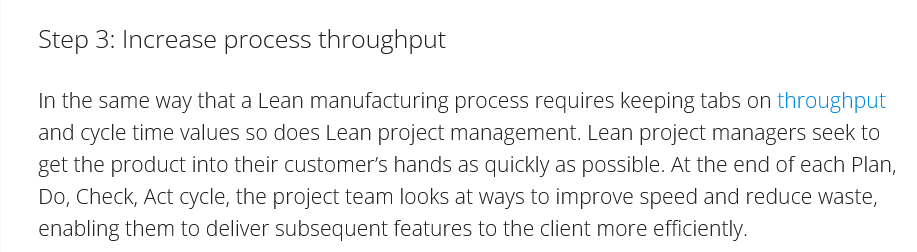 Step 3: Increase process throughput
In the same way that a Lean manufacturing process requires keeping tabs on throughput
and cycle time values so does Lean project management. Lean project managers seek to
get the product into their customer’s hands as quickly as possible. At the end of each Plan,
Do, Check, Act cycle, the project team looks at ways to improve speed and reduce waste,
enabling them to deliver subsequent features to the client more efficiently.